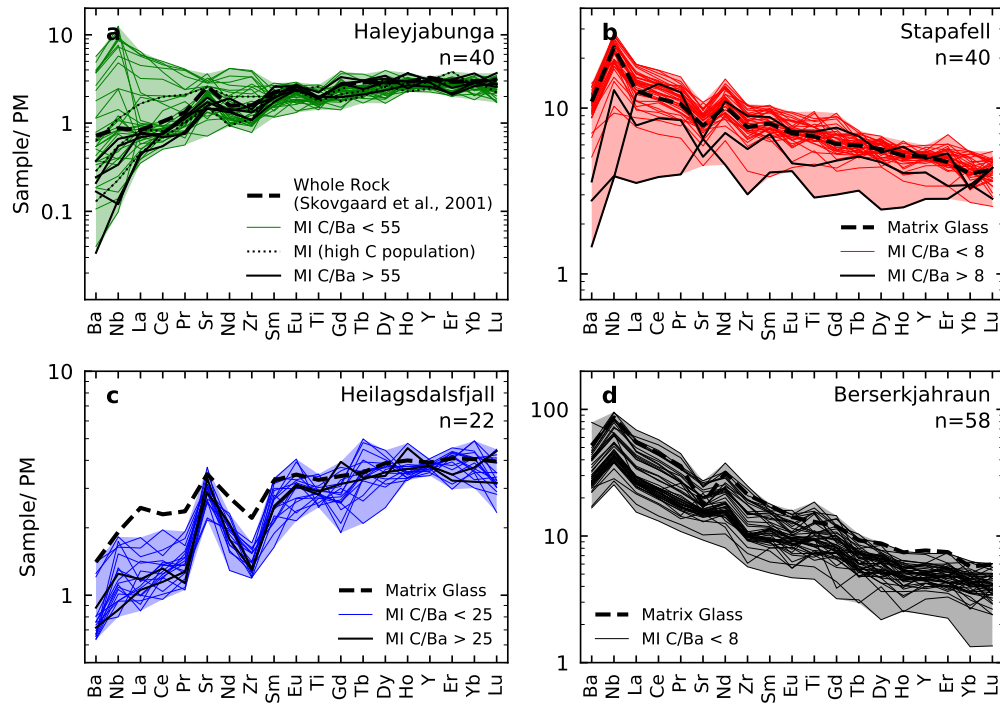 a
Haleyjabunga
n=40
10
1
0.1
Sample/ PM
Whole Rock
(Skovgaard et al., 2001)
MI C/Ba < 55
MI (high C population)
MI C/Ba > 55
Ba Nb La Ce Pr Sr Nd Zr Sm Eu Ti Gd Tb Dy Ho Y Er Yb Lu
b
Stapafell
n=40
10
1
Matrix Glass
MI C/Ba < 8
MI C/Ba > 8
Ba Nb La Ce Pr Sr Nd Zr Sm Eu Ti Gd Tb Dy Ho Y Er Yb Lu
c
Heilagsdalsfjall
n=22
10
1
Sample/ PM
Matrix Glass
MI C/Ba < 25
MI C/Ba > 25
Ba Nb La Ce Pr Sr Nd Zr Sm Eu Ti Gd Tb Dy Ho Y Er Yb Lu
d
Berserkjahraun
n=58
100
10
1
Matrix Glass
MI C/Ba < 8
Ba Nb La Ce Pr Sr Nd Zr Sm Eu Ti Gd Tb Dy Ho Y Er Yb Lu